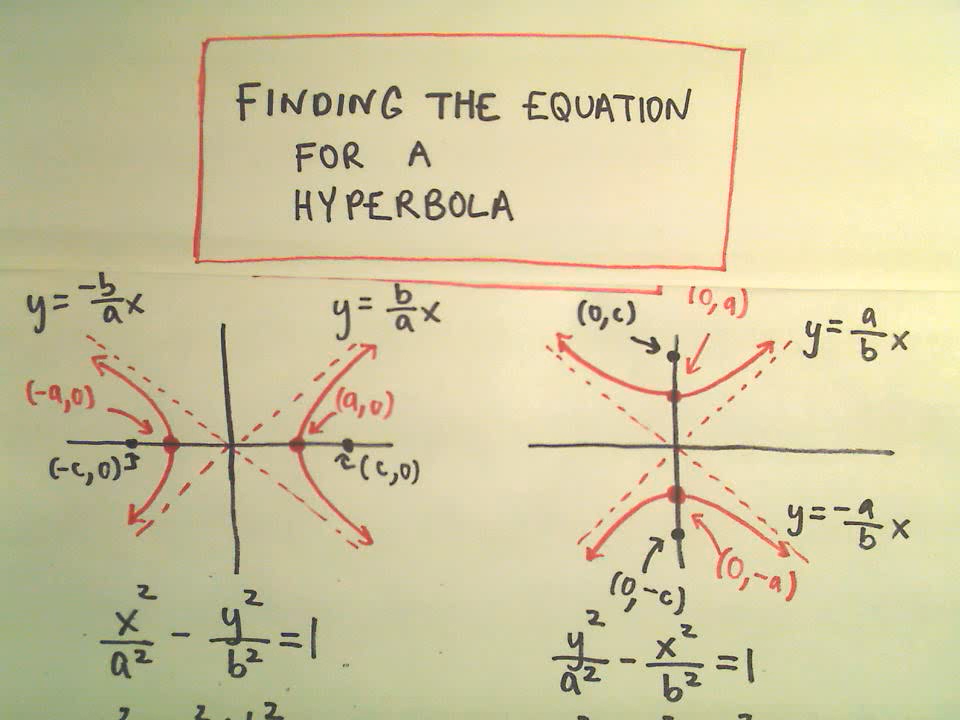 FINDING THE EQUATION
FOR A
HYPERBOLA
y = -b/a x
y = b/a x
(-a,0)
(a,0)
(-c,0)
(c,0)
x²/a² - y²/b² = 1
(0,c)
(0,a)
y = a/b x
y = -a/b x
(0,-c)
(0,-a)
y²/a² - x²/b² = 1